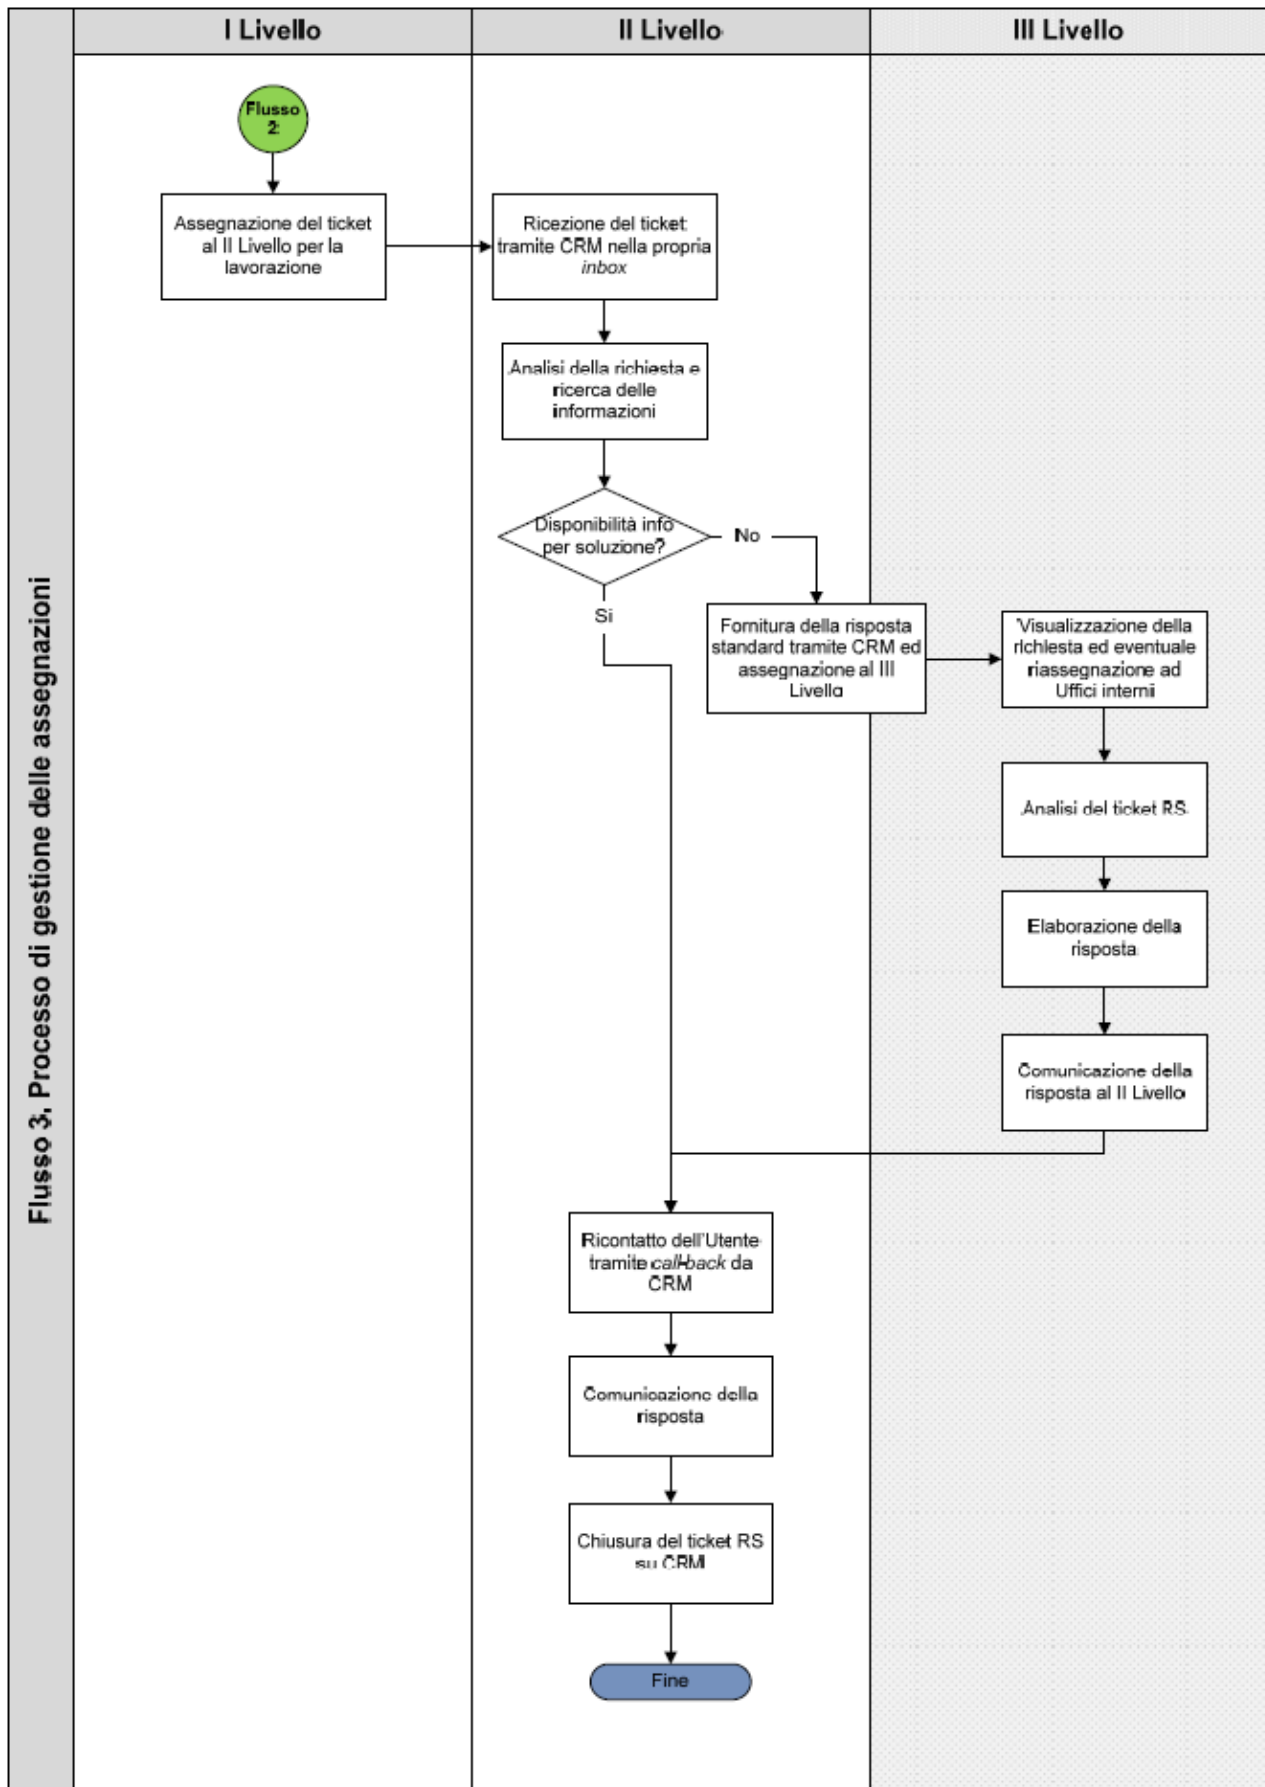 Flusso 3. Processo di gestione delle assegnazioni
I Livello
II Livello
III Livello
Flusso
2
Assegnazione del ticket
al II Livello per la
lavorazione
Ricezione del ticket
tramite CRM nella propria
inbox
Analisi della richiesta e
ricerca delle
informazioni
Disponibilità info
per soluzione?
No
Si
Fornitura della risposta
standard tramite CRM ed
assegnazione al III
Livello
Visualizzazione della
richiesta ed eventuale
riassegnazione ad
Uffici interni
Analisi del ticket RS
Elaborazione della
risposta
Comunicazione della
risposta al II Livello
Ricontatto dell'Utente
tramite call-back da
CRM
Comunicazione della
risposta
Chiusura del ticket RS
su CRM
Fine